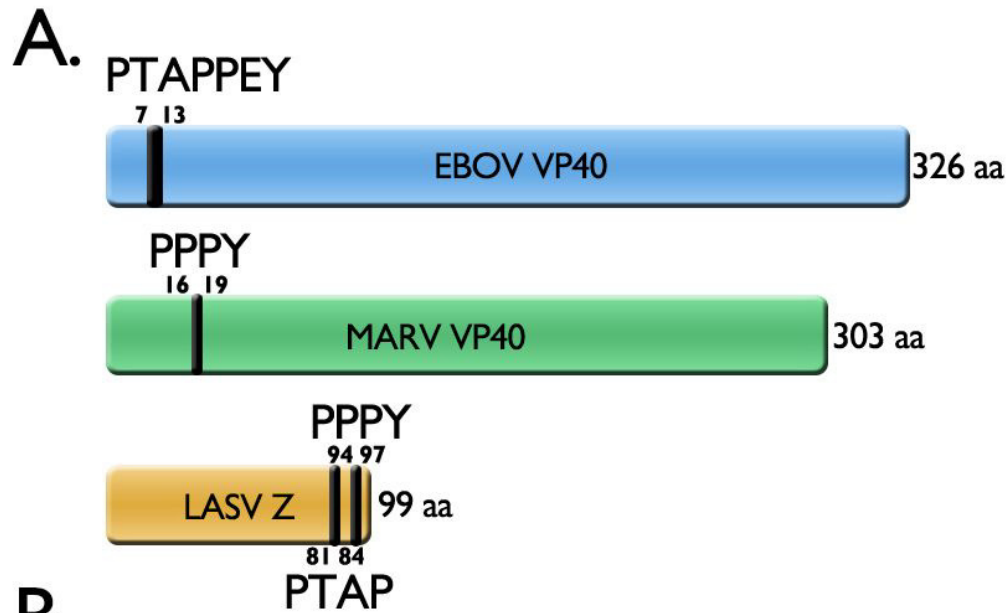 A.
PTAPPEY
7 13
EBOV VP40
326 aa
PPPY
16 19
MARV VP40
303 aa
PPPY
94 97
LASV Z
99 aa
81 84
PTAP